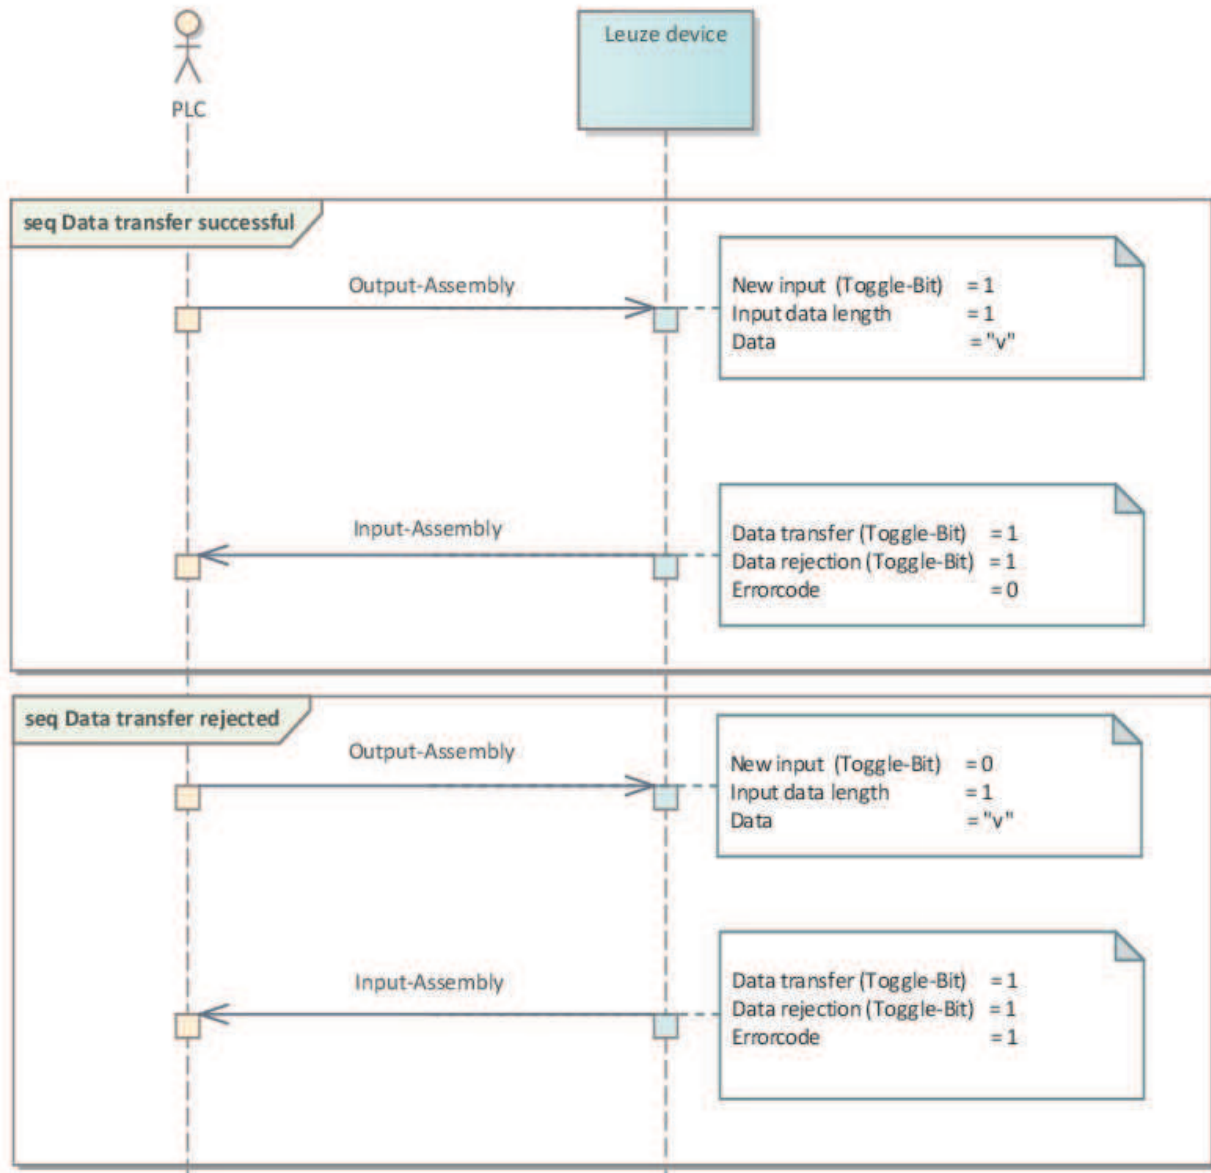 Leuze device
PLC
seq Data transfer successful
Output-Assembly
New input (Toggle-Bit) = 1
Input data length = 1
Data = "v"
Input-Assembly
Data transfer (Toggle-Bit) = 1
Data rejection (Toggle-Bit) = 1
Errorcode = 0
seq Data transfer rejected
Output-Assembly
New input (Toggle-Bit) = 0
Input data length = 1
Data = "v"
Input-Assembly
Data transfer (Toggle-Bit) = 1
Data rejection (Toggle-Bit) = 1
Errorcode = 1